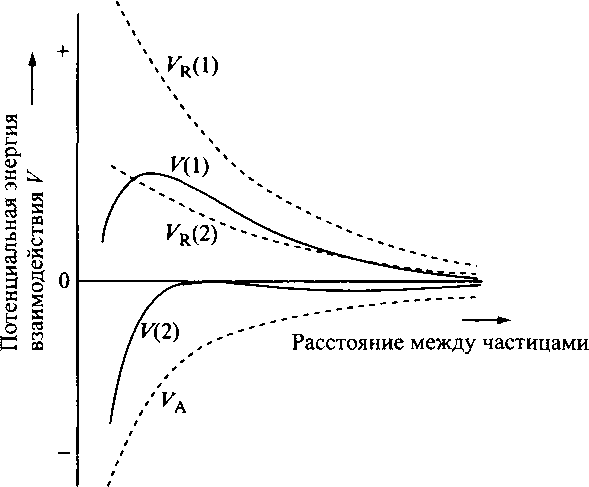 Потенциальная энергия
взаимодействия V
+
0
−
V_R(1)
V(1)
V_R(2)
V(2)
V_A
Расстояние между частицами